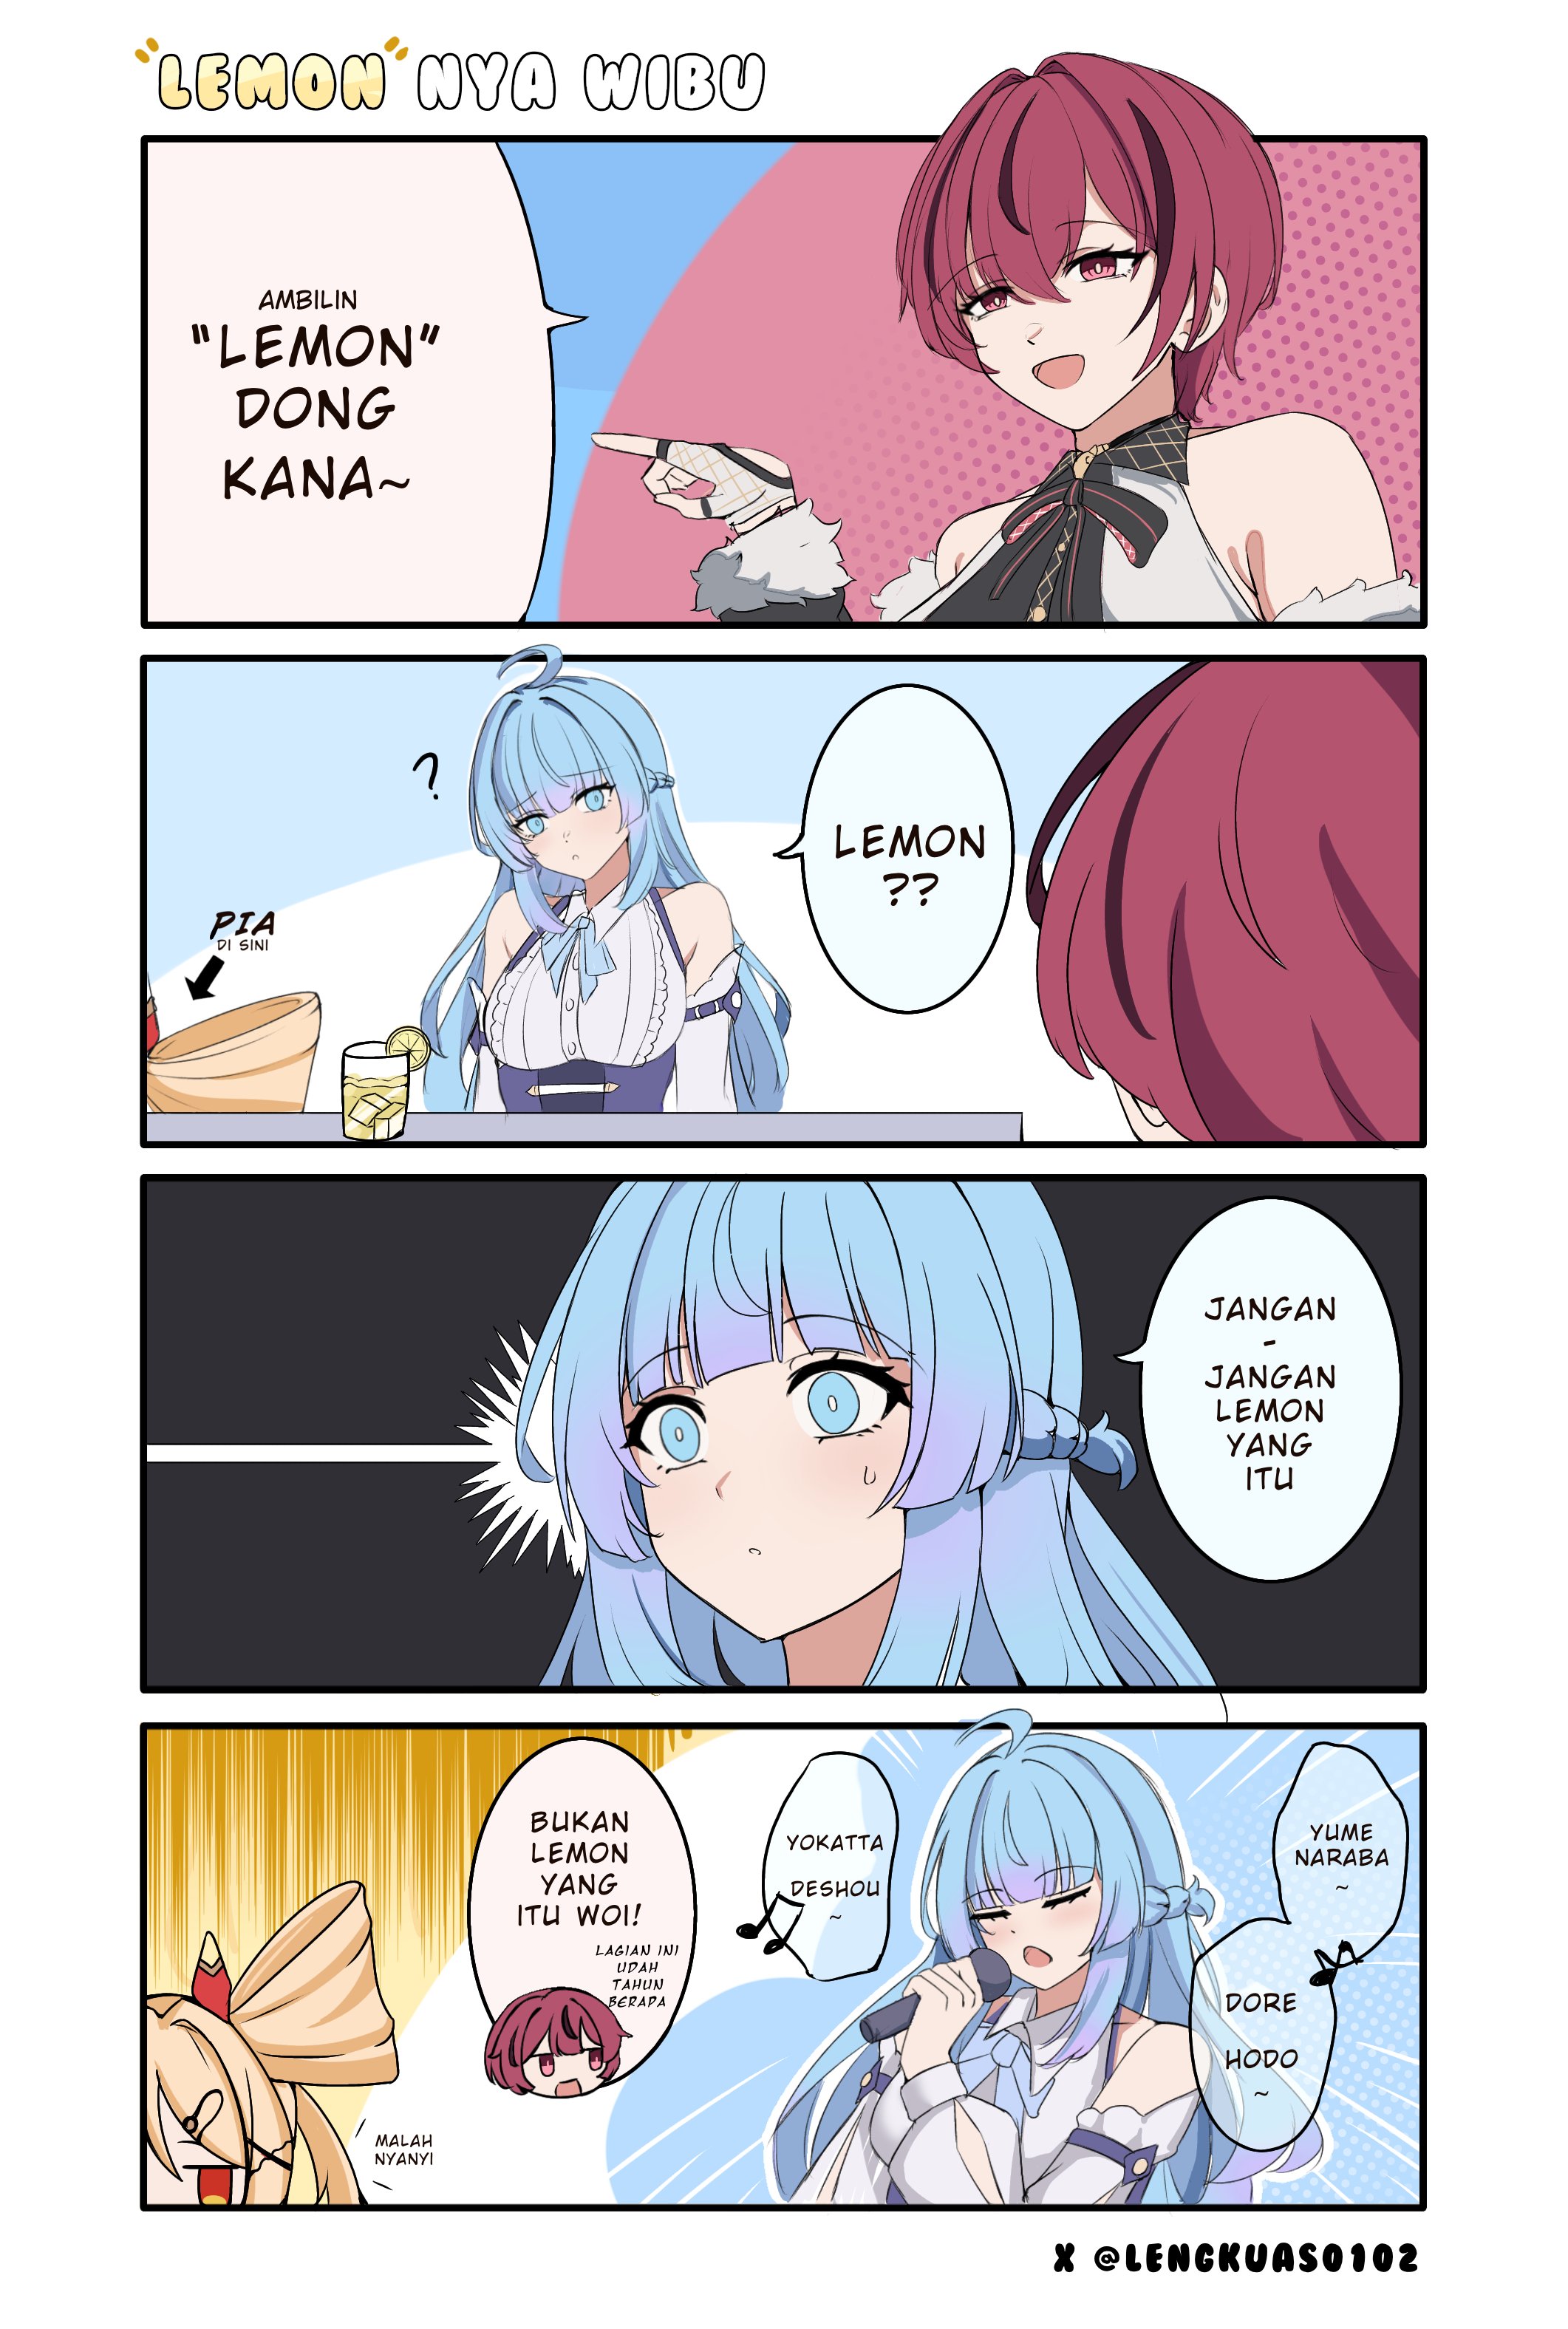 "LEMON" NYA WIBU
AMBILIN
"LEMON"
DONG
KANA~
?
LEMON
??
PIA
DI SINI
JANGAN
-
JANGAN
LEMON
YANG
ITU
BUKAN
LEMON
YANG
ITU WOI!
LAGIAN INI
UDAH
TAHUN
BERAPA
MALAH
NYANYI
YUME
NARABA
~
DORE
HODO
~
YOKATTA
DESHOU
~
X @LENGKUAS0102